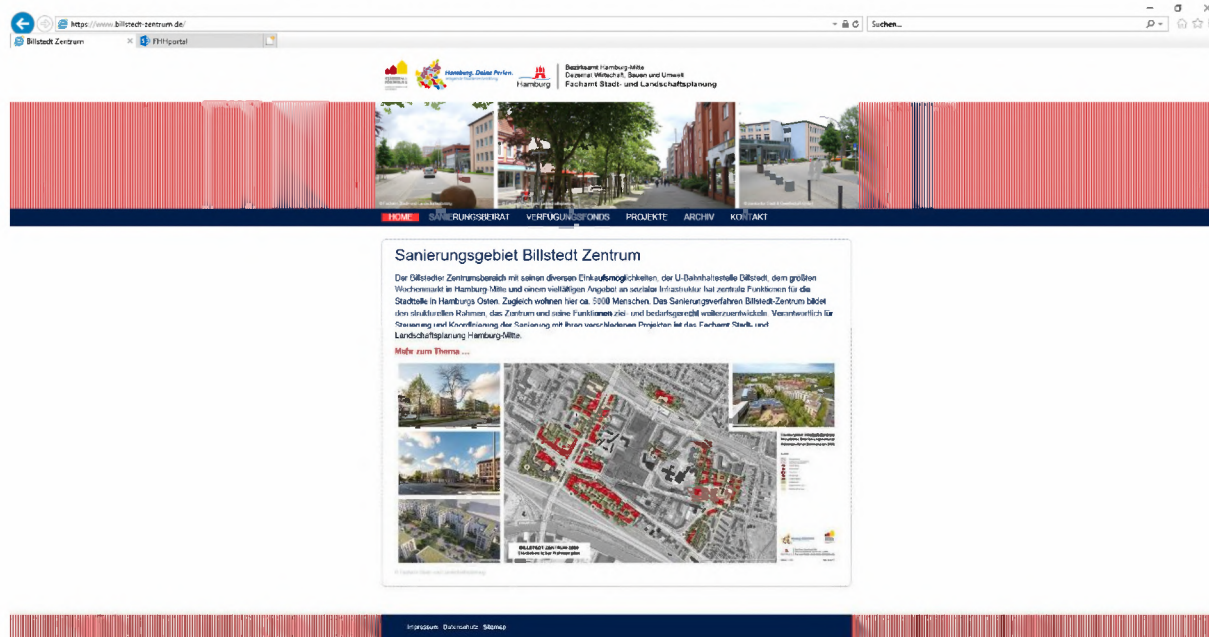 https://www.billstedt-zentrum.de/
Suchen...
Billstedt Zentrum
FHHportal
Hamburg. Deine Perlen.
Hamburg
Bezirksamt Hamburg-Mitte
Dezernat Wirtschaft, Bauen und Umwelt
Fachamt Stadt- und Landschaftsplanung
HOME SANIERUNGSBEIRAT VERFÜGUNGSFONDS PROJEKTE ARCHIV KONTAKT
Sanierungsgebiet Billstedt Zentrum
Der Billstedter Zentrumsbereich mit seinen diversen Einkaufsmöglichkeiten, der U-Bahnhaltestelle Billstedt, dem größten
Wochenmarkt in Hamburg-Mitte und einem vielfältigen Angebot an sozialer Infrastruktur hat zentrale Funktionen für die
Stadtteile in Hamburgs Osten. Zugleich wohnen hier ca. 5000 Menschen. Das Sanierungsverfahren Billstedt-Zentrum bildet
den strukturellen Rahmen, das Zentrum und seine Funktionen ziel- und bedarfsgerecht weiterzuentwickeln. Verantwortlich für
Steuerung und Koordinierung der Sanierung mit ihren verschiedenen Projekten ist das Fachamt Stadt- und
Landschaftsplanung Hamburg-Mitte.
Mehr zum Thema ...
Impressum Datenschutz Sitemap